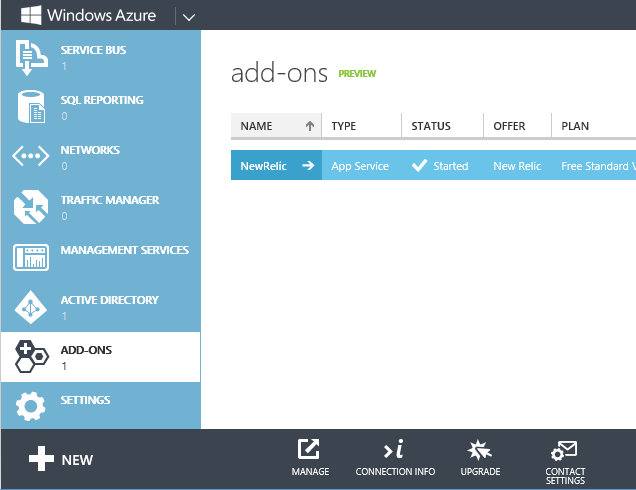 Windows Azure
SERVICE BUS
1
SQL REPORTING
0
NETWORKS
0
TRAFFIC MANAGER
0
MANAGEMENT SERVICES
ACTIVE DIRECTORY
1
ADD-ONS
1
SETTINGS
add-ons PREVIEW
NAME TYPE STATUS OFFER PLAN
NewRelic App Service Started New Relic Free Standard V
NEW
MANAGE
CONNECTION INFO
UPGRADE
CONTACT
SETTINGS